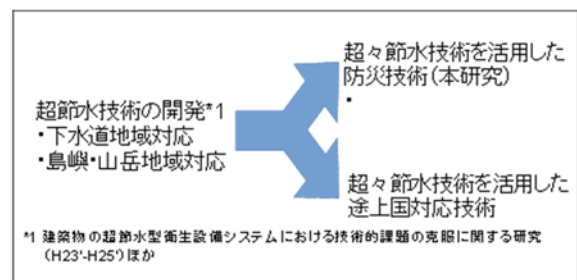 超々節水技術を活用した
防災技術(本研究)
・
超節水技術の開発*1
・下水道地域対応
・島嶼・山岳地域対応
超々節水技術を活用した
途上国対応技術
*1 建築物の超節水型衛生設備システムにおける技術的課題の克服に関する研究
(H23'-H25')ほか